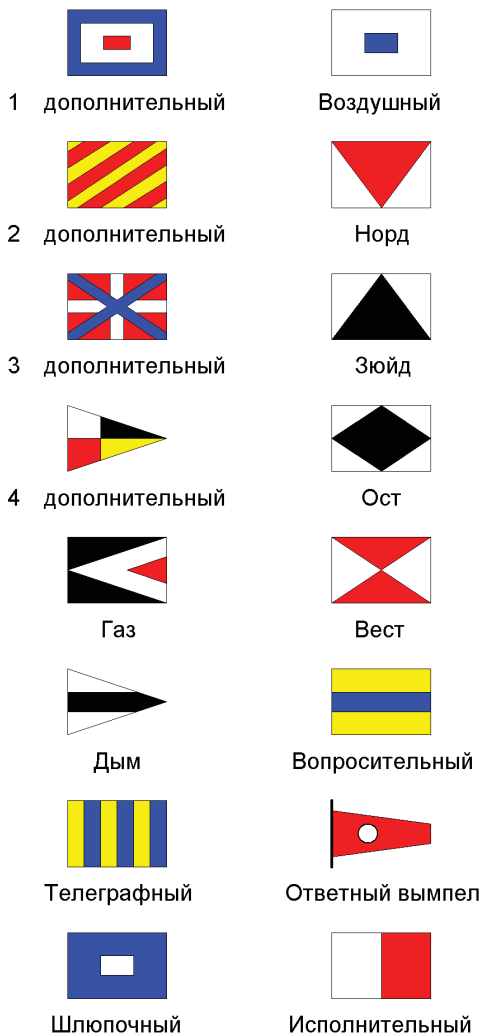 1 дополнительный
Воздушный
2 дополнительный
Норд
3 дополнительный
Зюйд
4 дополнительный
Ост
Газ
Вест
Дым
Вопросительный
Телеграфный
Ответный вымпел
Шлюпочный
Исполнительный